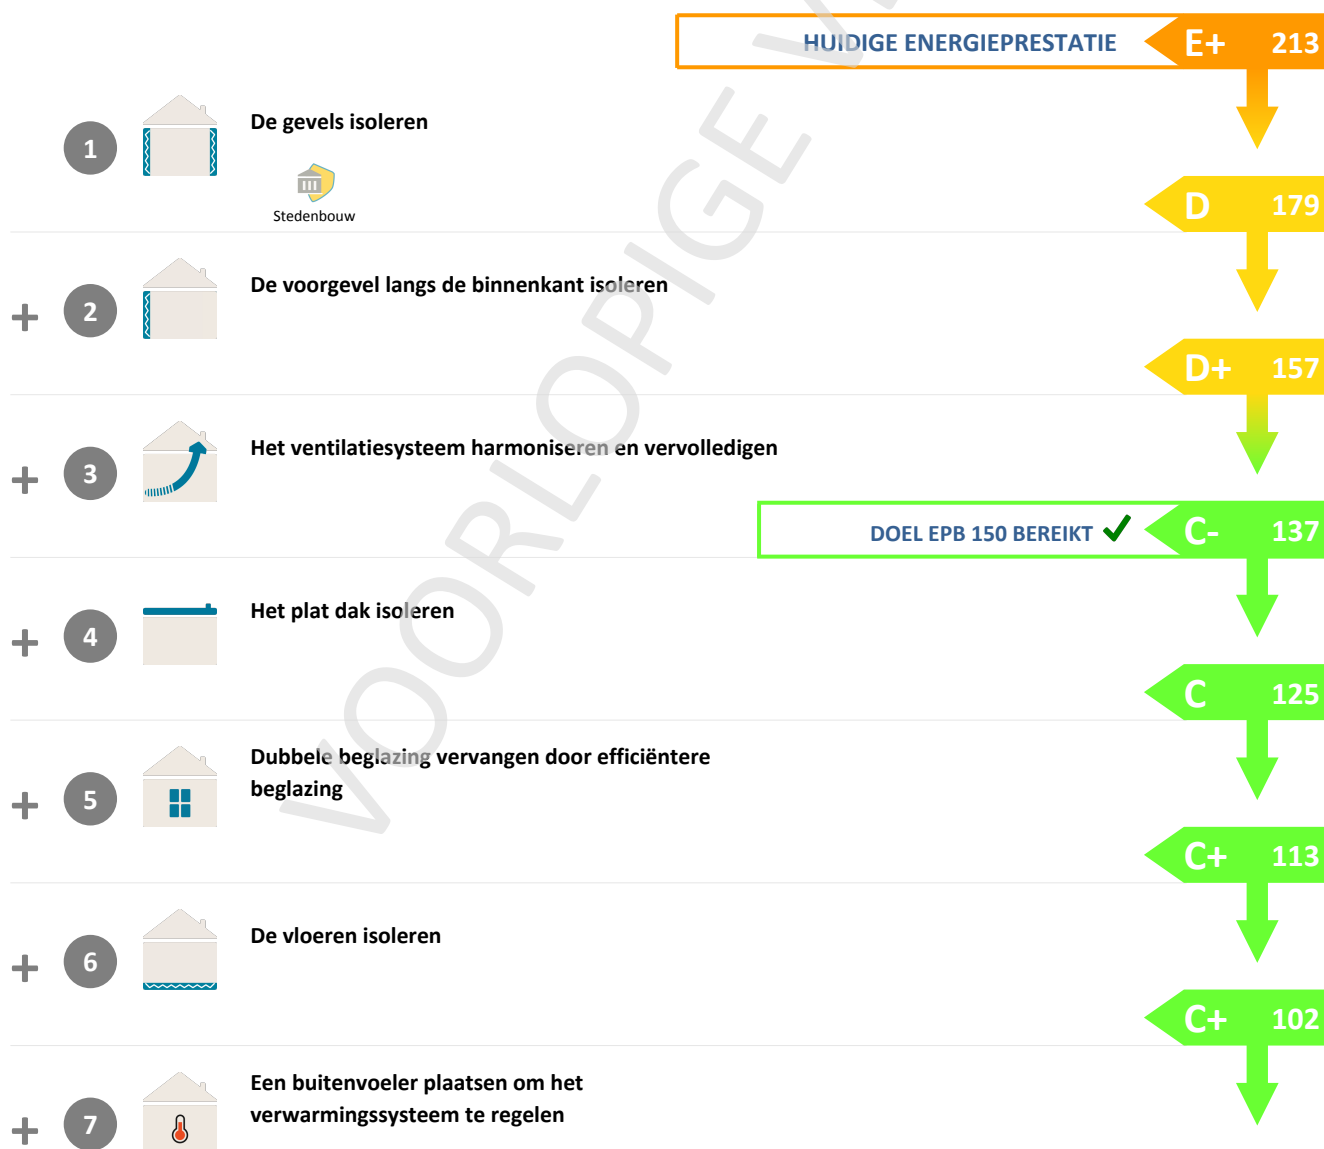 HUIDIGE ENERGIEPRESTATIE E+ 213
1 De gevels isoleren
Stedenbouw
D 179
+ 2 De voorgevel langs de binnenkant isoleren
D+ 157
+ 3 Het ventilatiesysteem harmoniseren en vervolledigen
DOEL EPB 150 BEREIKT ✓ C- 137
+ 4 Het plat dak isoleren
C 125
+ 5 Dubbele beglazing vervangen door efficiëntere
beglazing
C+ 113
+ 6 De vloeren isoleren
C+ 102
+ 7 Een buitenvoeler plaatsen om het
verwarmingssysteem te regelen
VOORLOPIGE